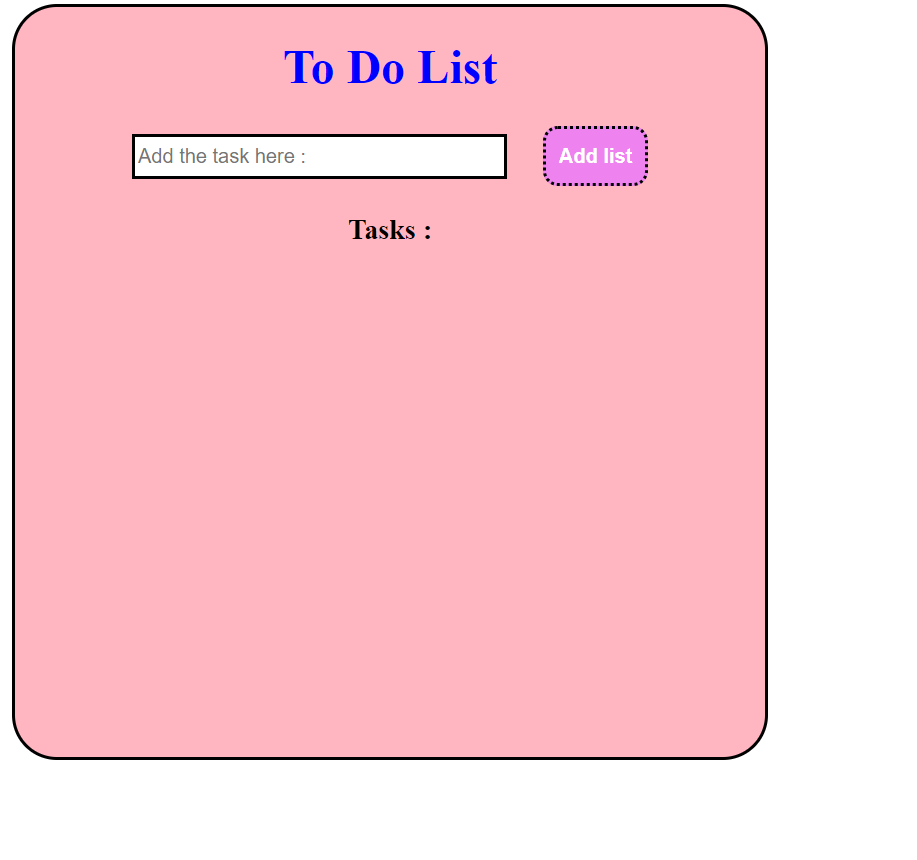 To Do List
Add the task here :
Add list
Tasks :